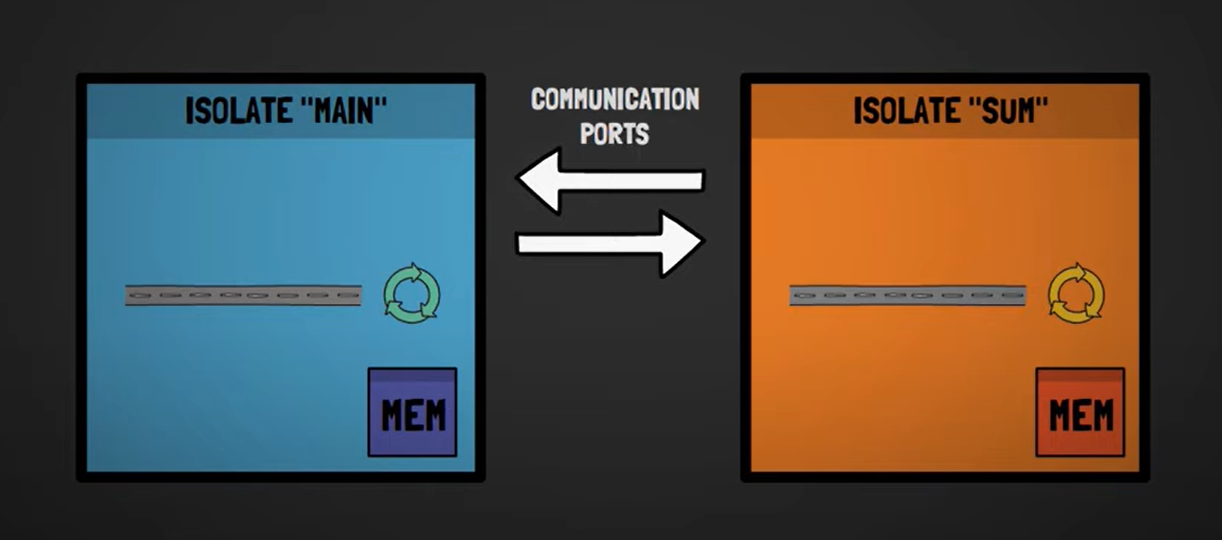 ISOLATE "MAIN"
COMMUNICATION
PORTS
ISOLATE "SUM"
MEM
MEM